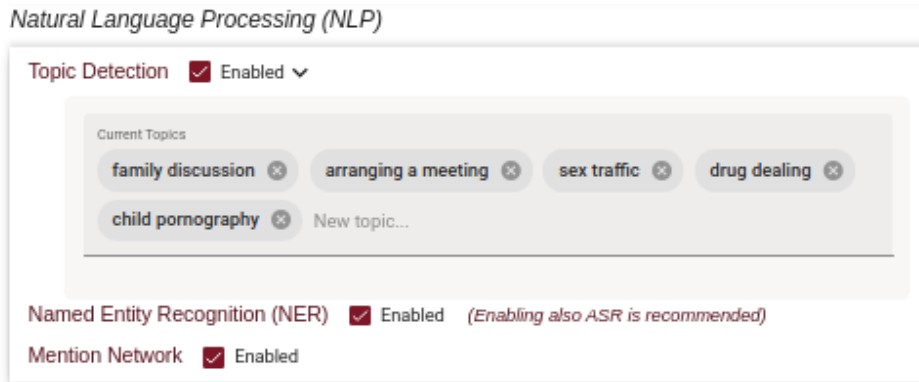 Natural Language Processing (NLP)
Topic Detection Enabled
Current Topics
family discussion arranging a meeting sex traffic drug dealing
child pornography New topic...
Named Entity Recognition (NER) Enabled (Enabling also ASR is recommended)
Mention Network Enabled